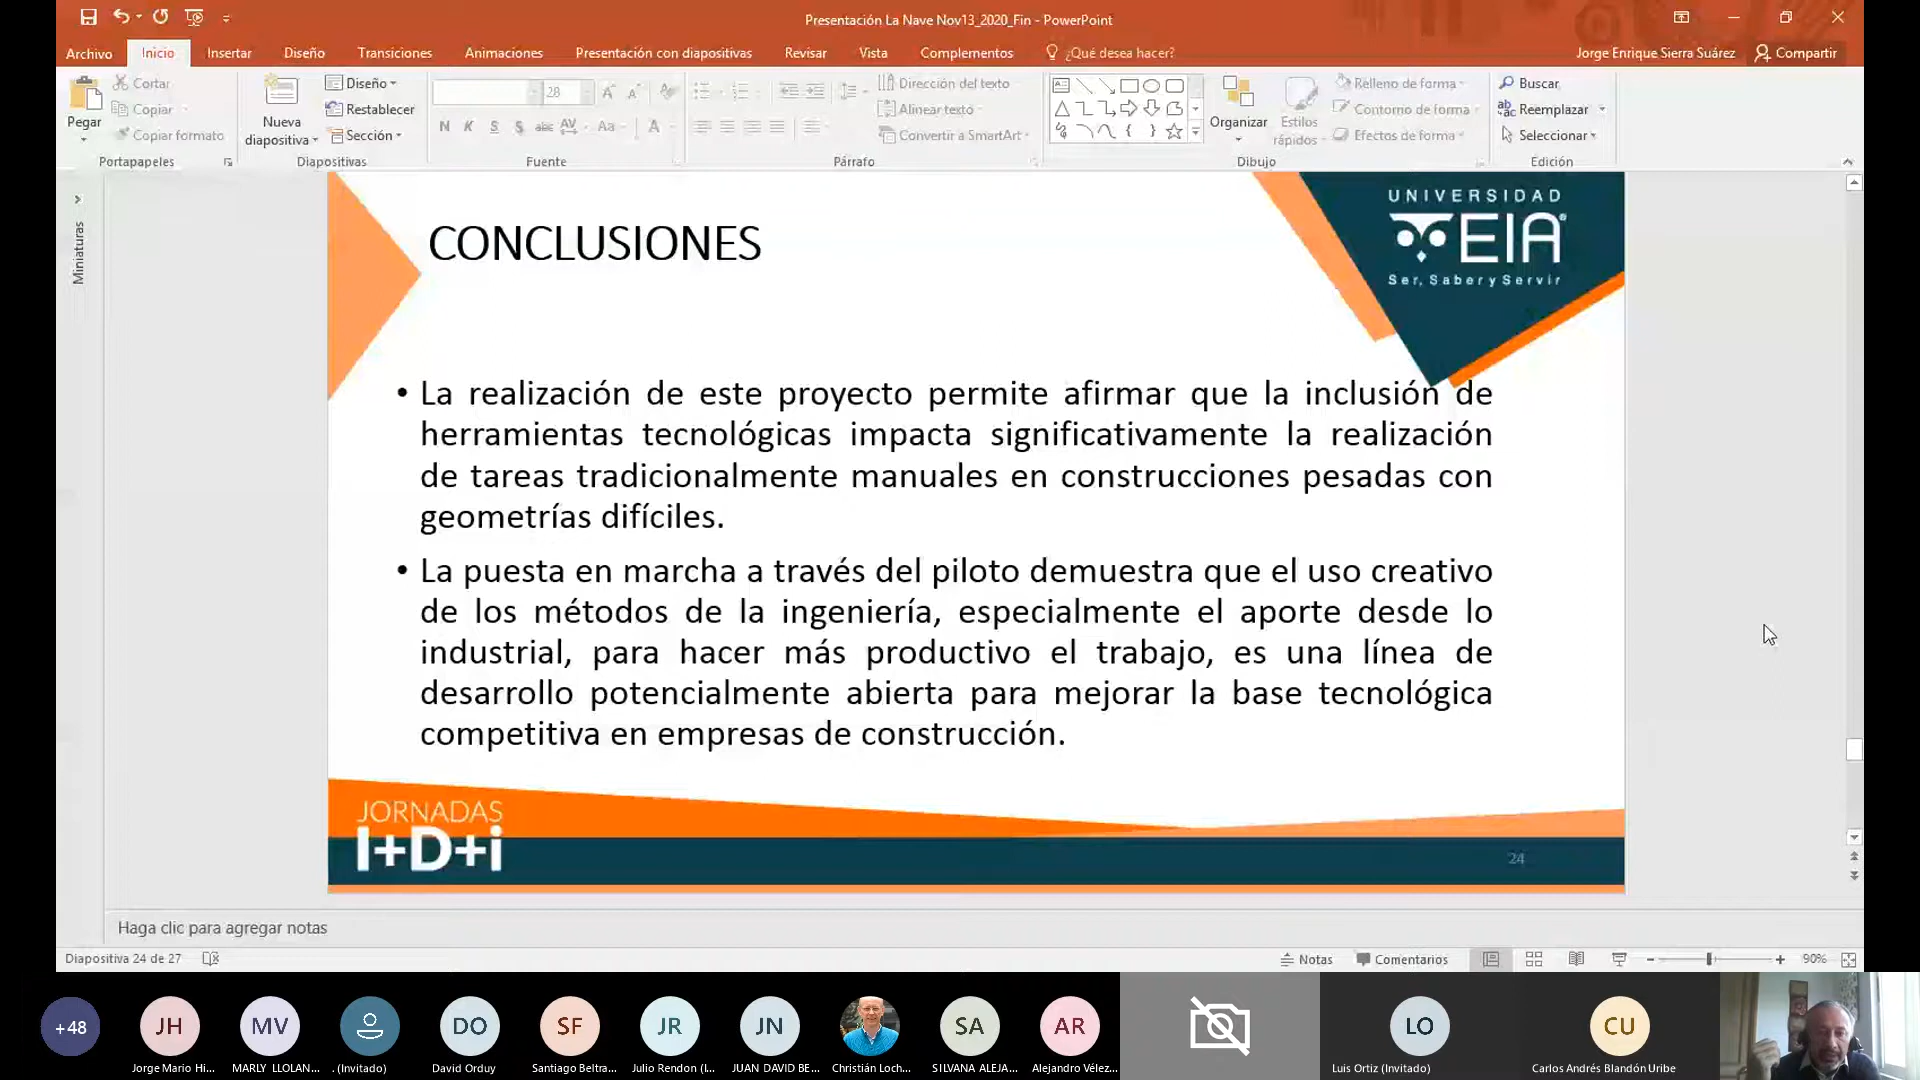 Presentación La Nave Nov13_2020_Fin - PowerPoint
Archivo Inicio Insertar Diseño Transiciones Animaciones Presentación con diapositivas Revisar Vista Complementos ¿Qué desea hacer? Jorge Enrique Sierra Suárez Compartir
Pegar
Cortar
Copiar
Copiar formato
Portapapeles
Nueva diapositiva
Diseño
Restablecer
Sección
Diapositivas
28
N K S S abc AV Aa A
Fuente
Dirección del texto
Alinear texto
Convertir a SmartArt
Párrafo
Organizar
Estilos rápidos
Relleno de forma
Contorno de forma
Efectos de forma
Dibujo
Buscar
Reemplazar
Seleccionar
Edición
Miniaturas
UNIVERSIDAD
EIA
Ser, Saber y Servir
CONCLUSIONES
• La realización de este proyecto permite afirmar que la inclusión de
herramientas tecnológicas impacta significativamente la realización
de tareas tradicionalmente manuales en construcciones pesadas con
geometrías difíciles.
• La puesta en marcha a través del piloto demuestra que el uso creativo
de los métodos de la ingeniería, especialmente el aporte desde lo
industrial, para hacer más productivo el trabajo, es una línea de
desarrollo potencialmente abierta para mejorar la base tecnológica
competitiva en empresas de construcción.
JORNADAS
I+D+i
24
Haga clic para agregar notas
Diapositiva 24 de 27 Notas Comentarios 90%
+48 JH MV DO SF JR JN SA AR LO CU
Jorge Mario Hi... MARLY LLOLAN... . (Invitado) David Orduy Santiago Beltra... Julio Rendon (I... JUAN DAVID BE... Christián Loch... SILVANA ALEJA... Alejandro Vélez... Luis Ortiz (Invitado) Carlos Andrés Blandón Uribe